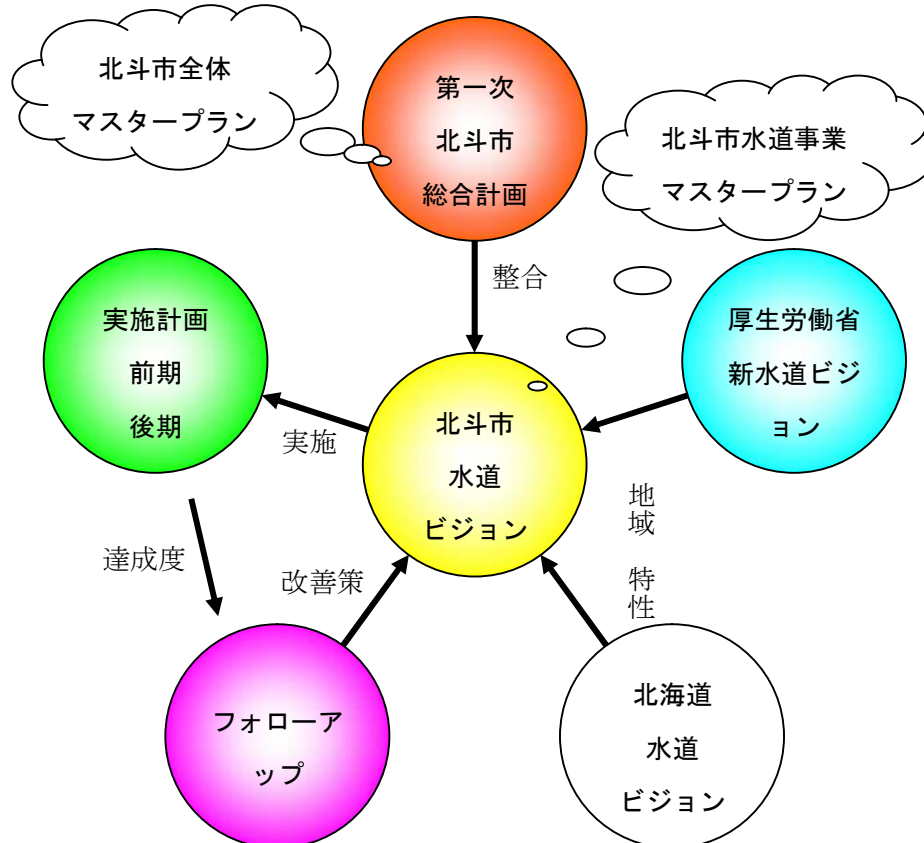 北斗市全体
マスタープラン
第一次
北斗市
総合計画
北斗市水道事業
マスタープラン
整合
実施計画
前期
後期
厚生労働省
新水道ビジ
ョン
実施
北斗市
水道
ビジョン
地域
特性
達成度
改善策
フォローア
ップ
北海道
水道
ビジョン